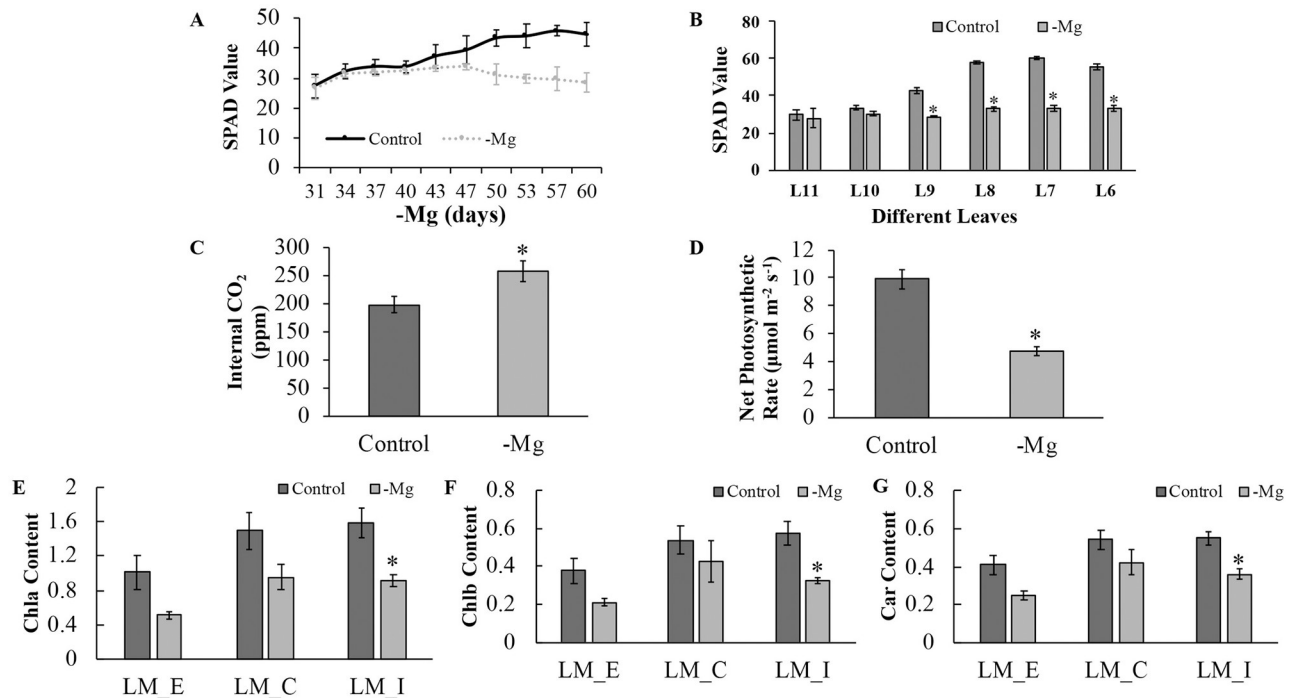 A
50
40
30
20
10
0
SPAD Value
Control
-Mg
31 34 37 40 43 47 50 53 57 60
-Mg (days)
B
80
60
40
20
0
SPAD Value
Control
-Mg
*
*
*
*
L11 L10 L9 L8 L7 L6
Different Leaves
C
300
250
200
150
100
50
0
Internal CO₂
(ppm)
*
Control -Mg
D
12
10
8
6
4
2
0
Net Photosynthetic
Rate (μmol m⁻² s⁻¹)
*
Control -Mg
E
2
1.6
1.2
0.8
0.4
0
Chla Content
Control
-Mg
*
LM_E LM_C LM_I
F
0.8
0.6
0.4
0.2
0
Chlb Content
Control
-Mg
*
LM_E LM_C LM_I
G
0.8
0.6
0.4
0.2
0
Car Content
Control
-Mg
*
LM_E LM_C LM_I